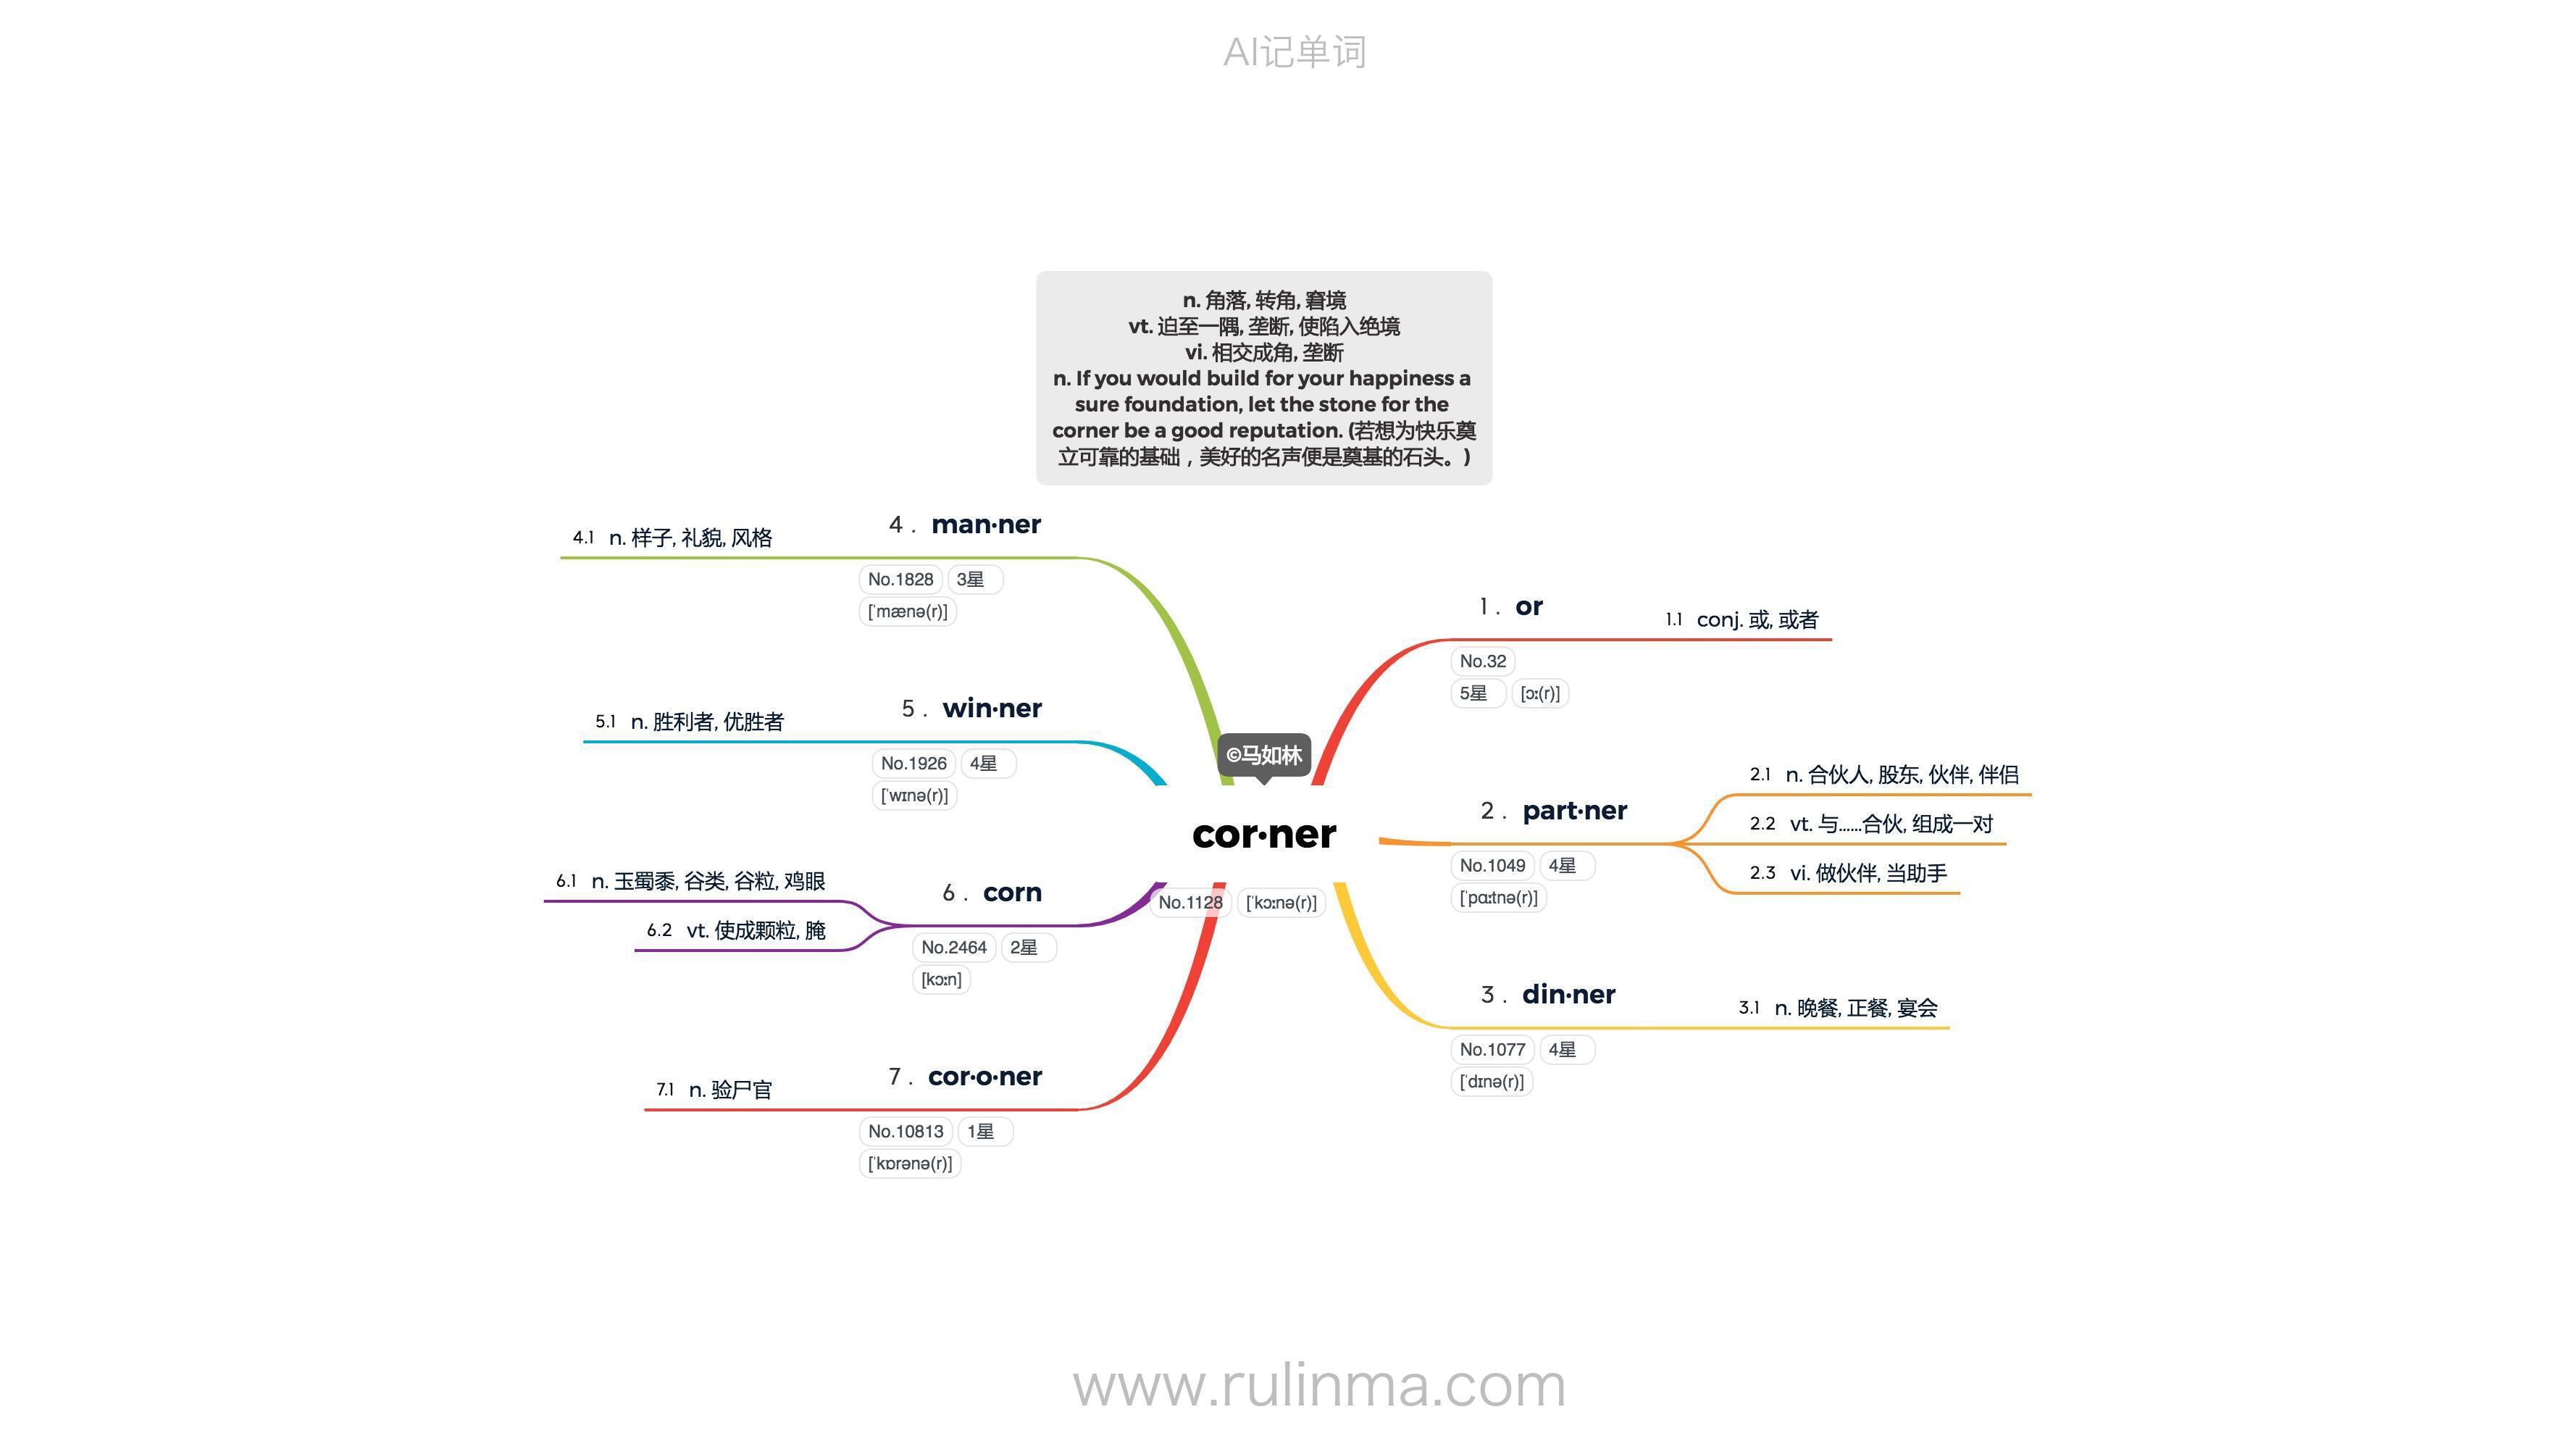 AI记单词
n. 角落, 转角, 窘境
vt. 迫至一隅, 垄断, 使陷入绝境
vi. 相交成角, 垄断
n. If you would build for your happiness a
sure foundation, let the stone for the
corner be a good reputation. (若想为快乐奠
立可靠的基础，美好的名声便是奠基的石头。)
©马如林
cor·ner
No.1128 [ˈkɔːnə(r)]
1 . or
1.1 conj. 或, 或者
No.32
5星 [ɔː(r)]
2 . part·ner
2.1 n. 合伙人, 股东, 伙伴, 伴侣
2.2 vt. 与……合伙, 组成一对
2.3 vi. 做伙伴, 当助手
No.1049 4星
[ˈpɑːtnə(r)]
3 . din·ner
3.1 n. 晚餐, 正餐, 宴会
No.1077 4星
[ˈdɪnə(r)]
4 . man·ner
4.1 n. 样子, 礼貌, 风格
No.1828 3星
[ˈmænə(r)]
5 . win·ner
5.1 n. 胜利者, 优胜者
No.1926 4星
[ˈwɪnə(r)]
6 . corn
6.1 n. 玉蜀黍, 谷类, 谷粒, 鸡眼
6.2 vt. 使成颗粒, 腌
No.2464 2星
[kɔːn]
7 . cor·o·ner
7.1 n. 验尸官
No.10813 1星
[ˈkɒrənə(r)]
www.rulinma.com